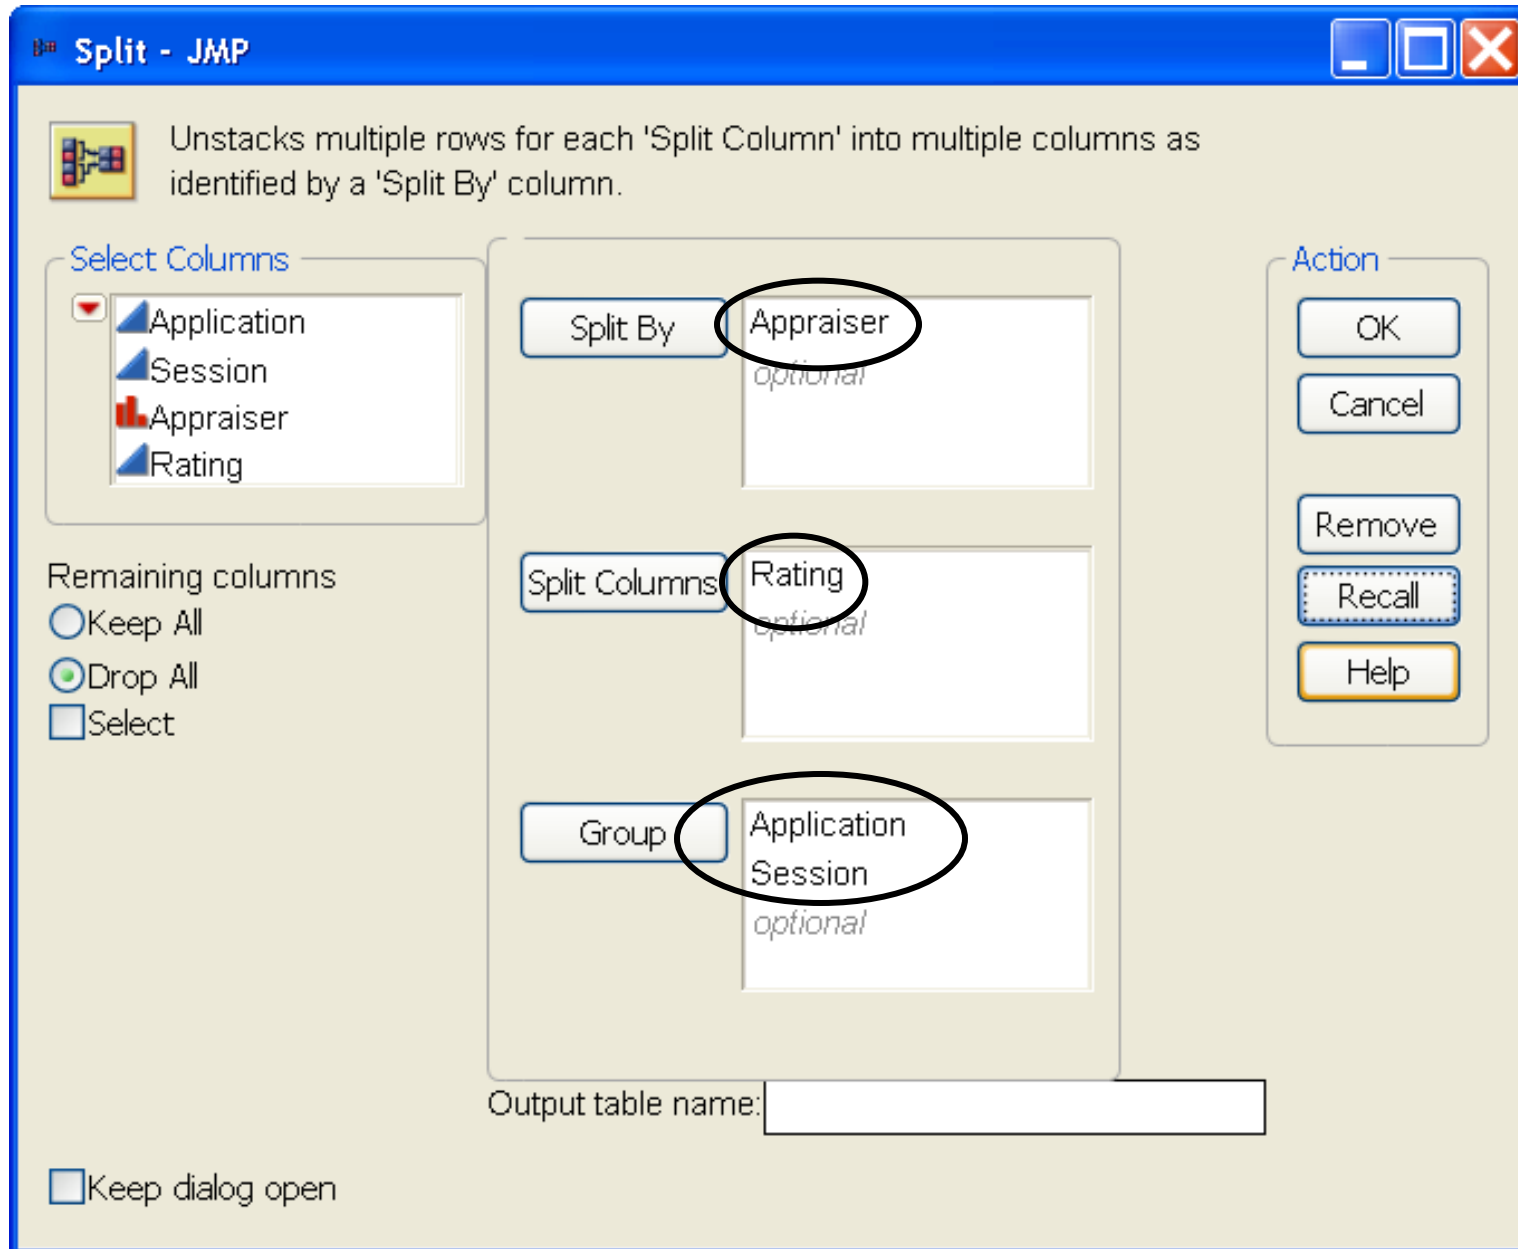 Split - JMP
Unstacks multiple rows for each 'Split Column' into multiple columns as
identified by a 'Split By' column.
Select Columns
Application
Session
Appraiser
Rating
Remaining columns
Keep All
Drop All
Select
Split By
Appraiser
optional
Split Columns
Rating
optional
Group
Application
Session
optional
Action
OK
Cancel
Remove
Recall
Help
Output table name:
Keep dialog open